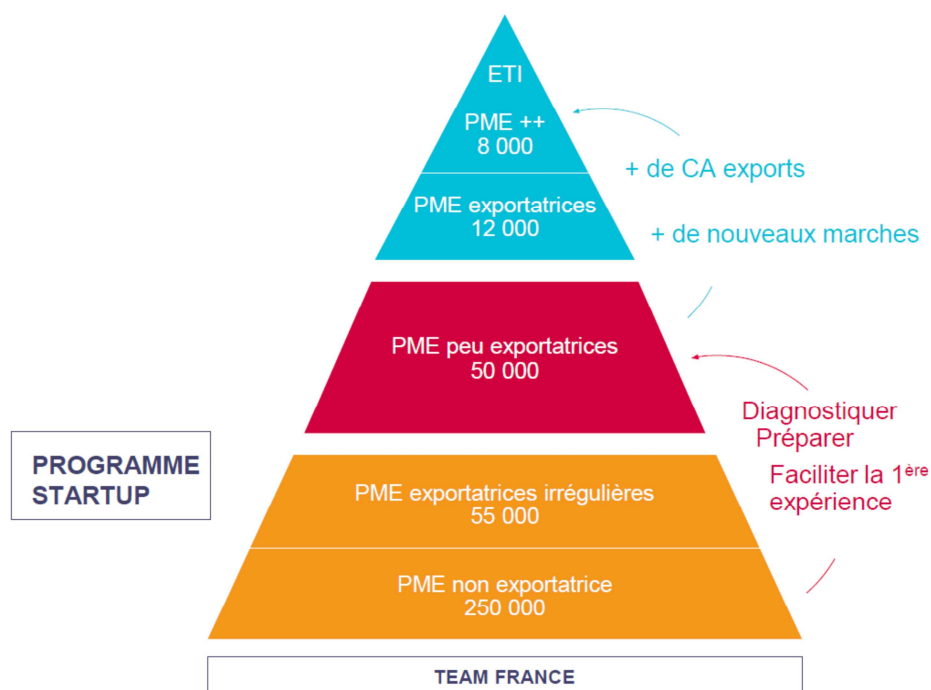 ETI
PME ++
8 000
+ de CA exports
PME exportatrices
12 000
+ de nouveaux marches
PME peu exportatrices
50 000
Diagnostiquer
Préparer
Faciliter la 1ère
expérience
PROGRAMME
STARTUP
PME exportatrices irrégulières
55 000
PME non exportatrice
250 000
TEAM FRANCE